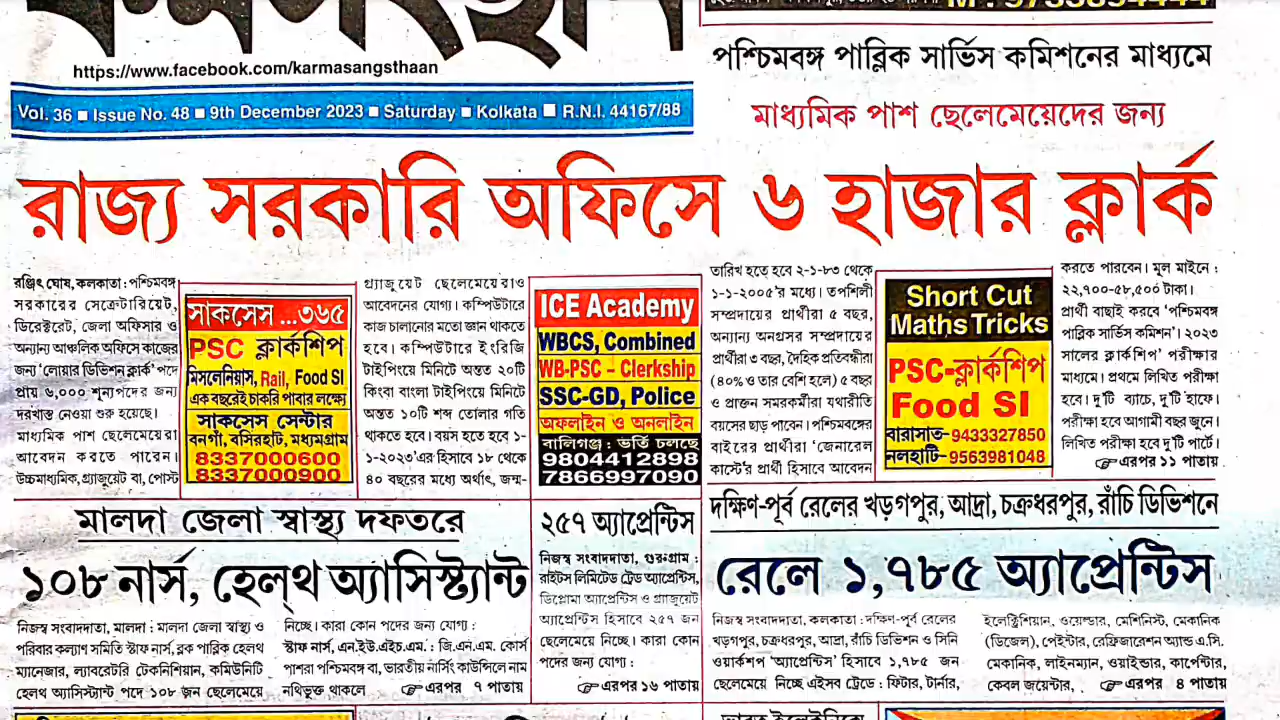 কর্মসংস্থান
https://www.facebook.com/karmasangsthaan
Vol. 36 ■ Issue No. 48 ■ 9th December 2023 ■ Saturday ■ Kolkata ■ R.N.I. 44167/88
পশ্চিমবঙ্গ পাব্লিক সার্ভিস কমিশনের মাধ্যমে
মাধ্যমিক পাশ ছেলেমেয়েদের জন্য
রাজ্য সরকারি অফিসে ৬ হাজার ক্লার্ক
রঞ্জিৎ ঘোষ, কলকাতা : পশ্চিমবঙ্গ
সরকারের সেক্রেটারিয়েট,
ডিরেক্টরেট, জেলা অফিসার ও
অন্যান্য আঞ্চলিক অফিসে কাজের
জন্য 'লোয়ার ডিভিশন ক্লার্ক' পদে
প্রায় ৬,০০০ শূন্যপদের জন্য
দরখাস্ত নেওয়া শুরু হয়েছে।
মাধ্যমিক পাশ ছেলেমেয়েরা
আবেদন করতে পারেন।
উচ্চমাধ্যমিক, গ্র্যাজুয়েট বা, পোস্ট
সাকসেস ...৩৬৫
PSC ক্লার্কশিপ
মিসলেনিয়াস, Rail, Food SI
এক বছরেই চাকরি পাবার লক্ষ্যে
সাকসেস সেন্টার
বনগাঁ, বসিরহাট, মধ্যমগ্রাম
8337000600
8337000900
গ্র্যাজুয়েট ছেলেমেয়েরাও
আবেদনের যোগ্য। কম্পিউটারে
কাজ চালানোর মতো জ্ঞান থাকতে
হবে। কম্পিউটারে ইংরিজি
টাইপিংয়ে মিনিটে অন্তত ২০টি
কিংবা বাংলা টাইপিংয়ে মিনিটে
অন্তত ১০টি শব্দ তোলার গতি
থাকতে হবে। বয়স হতে হবে ১-
১-২০২৩'এর হিসাবে ১৮ থেকে
৪০ বছরের মধ্যে অর্থাৎ, জন্ম-
ICE Academy
WBCS, Combined
WB-PSC – Clerkship
SSC-GD, Police
অফলাইন ও অনলাইন
বালিগঞ্জ : ভর্তি চলছে
9804412898
7866997090
তারিখ হতে হবে ২-১-৮৩ থেকে
১-১-২০০৫'র মধ্যে। তপশিলী
সম্প্রদায়ের প্রার্থীরা ৫ বছর,
অন্যান্য অনগ্রসর সম্প্রদায়ের
প্রার্থীরা ৩ বছর, দৈহিক প্রতিবন্ধীরা
(৪০% ও তার বেশি হলে) ৫ বছর
ও প্রাক্তন সমরকর্মীরা যথারীতি
বয়সের ছাড় পাবেন। পশ্চিমবঙ্গের
বাইরের প্রার্থীরা 'জেনারেল
কাস্টে'র প্রার্থী হিসাবে আবেদন
Short Cut
Maths Tricks
PSC-ক্লার্কশিপ
Food SI
বারাসাত-9433327850
নলহাটি-9563981048
করতে পারবেন। মূল মাইনে :
২২,৭০০-৫৮,৫০০ টাকা।
প্রার্থী বাছাই করবে 'পশ্চিমবঙ্গ
পাব্লিক সার্ভিস কমিশন'। ২০২৩
সালের ক্লার্কশিপ' পরীক্ষার
মাধ্যমে। প্রথমে লিখিত পরীক্ষা
হবে। দু'টি ব্যাচে, দু'টি হাফে।
পরীক্ষা হবে আগামী বছর জুনে।
লিখিত পরীক্ষা হবে দু'টি পার্টে।
☞ এরপর ১১ পাতায়
মালদা জেলা স্বাস্থ্য দফতরে
১০৮ নার্স, হেল্থ অ্যাসিস্ট্যান্ট
নিজস্ব সংবাদদাতা, মালদা : মালদা জেলা স্বাস্থ্য ও
পরিবার কল্যাণ সমিতি স্টাফ নার্স, ব্লক পাব্লিক হেলথ
ম্যানেজার, ল্যাবরেটরি টেকনিশিয়ান, কমিউনিটি
হেলথ অ্যাসিস্ট্যান্ট পদে ১০৮ জন ছেলেমেয়ে
নিচ্ছে। কারা কোন পদের জন্য যোগ্য :
স্টাফ নার্স, এন.ইউ.এইচ.এম. : জি.এন.এম. কোর্স
পাশরা পশ্চিমবঙ্গ বা, ভারতীয় নার্সিং কাউন্সিলে নাম
নথিভুক্ত থাকলে ☞ এরপর ৭ পাতায়
২৫৭ অ্যাপ্রেন্টিস
নিজস্ব সংবাদদাতা, গুরুগ্রাম :
রাইটস লিমিটেড ট্রেড অ্যাপ্রেন্টিস,
ডিপ্লোমা অ্যাপ্রেন্টিস ও গ্র্যাজুয়েট
অ্যাপ্রেন্টিস হিসাবে ২৫৭ জন
ছেলেমেয়ে নিচ্ছে। কারা কোন
পদের জন্য যোগ্য :
☞ এরপর ১৬ পাতায়
দক্ষিণ-পূর্ব রেলের খড়গপুর, আদ্রা, চক্রধরপুর, রাঁচি ডিভিশনে
রেলে ১,৭৮৫ অ্যাপ্রেন্টিস
নিজস্ব সংবাদদাতা, কলকাতা : দক্ষিণ-পূর্ব রেলের
খড়গপুর, চক্রধরপুর, আদ্রা, রাঁচি ডিভিশন ও সিনি
ওয়ার্কশপ 'অ্যাপ্রেন্টিস' হিসাবে ১,৭৮৫ জন
ছেলেমেয়ে নিচ্ছে এইসব ট্রেডে : ফিটার, টার্নার,
ইলেক্ট্রিশিয়ান, ওয়েল্ডার, মেশিনিস্ট, মেকানিক
(ডিজেল), পেইন্টার, রেফ্রিজারেশন অ্যান্ড এ.সি.
মেকানিক, লাইনম্যান, ওয়াইন্ডার, কার্পেন্টার,
কেবল জয়েন্টার, ☞ এরপর ৪ পাতায়